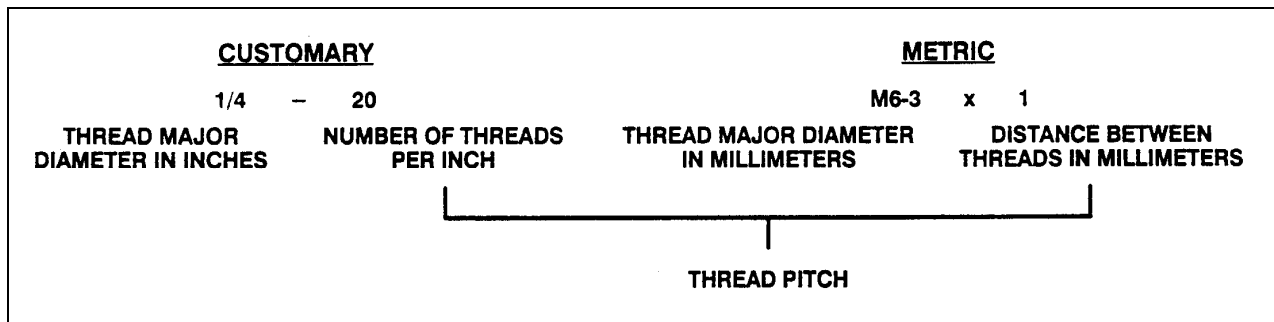 CUSTOMARY
1/4 – 20
THREAD MAJOR
DIAMETER IN INCHES
NUMBER OF THREADS
PER INCH
METRIC
M6-3 x 1
THREAD MAJOR DIAMETER
IN MILLIMETERS
DISTANCE BETWEEN
THREADS IN MILLIMETERS
THREAD PITCH